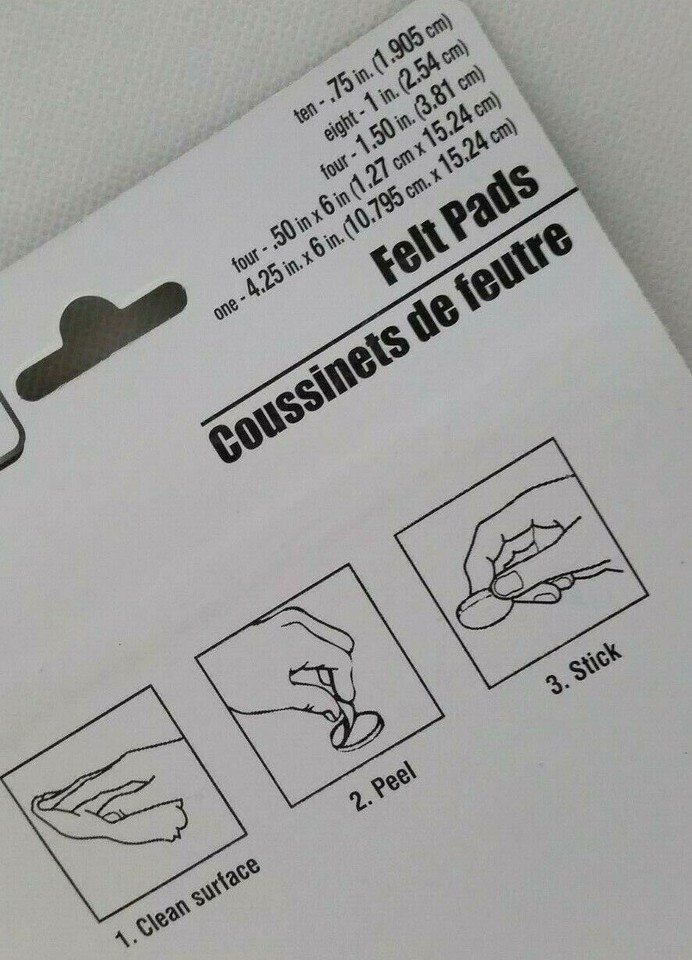 ten - .75 in. (1.905 cm)
eight - 1 in. (2.54 cm)
four - 1.50 in. (3.81 cm)
four - .50 in x 6 in (1.27 cm x 15.24 cm)
one - 4.25 in. x 6 in. (10.795 cm. x 15.24 cm)
Felt Pads
Coussinets de feutre
1. Clean surface
2. Peel
3. Stick